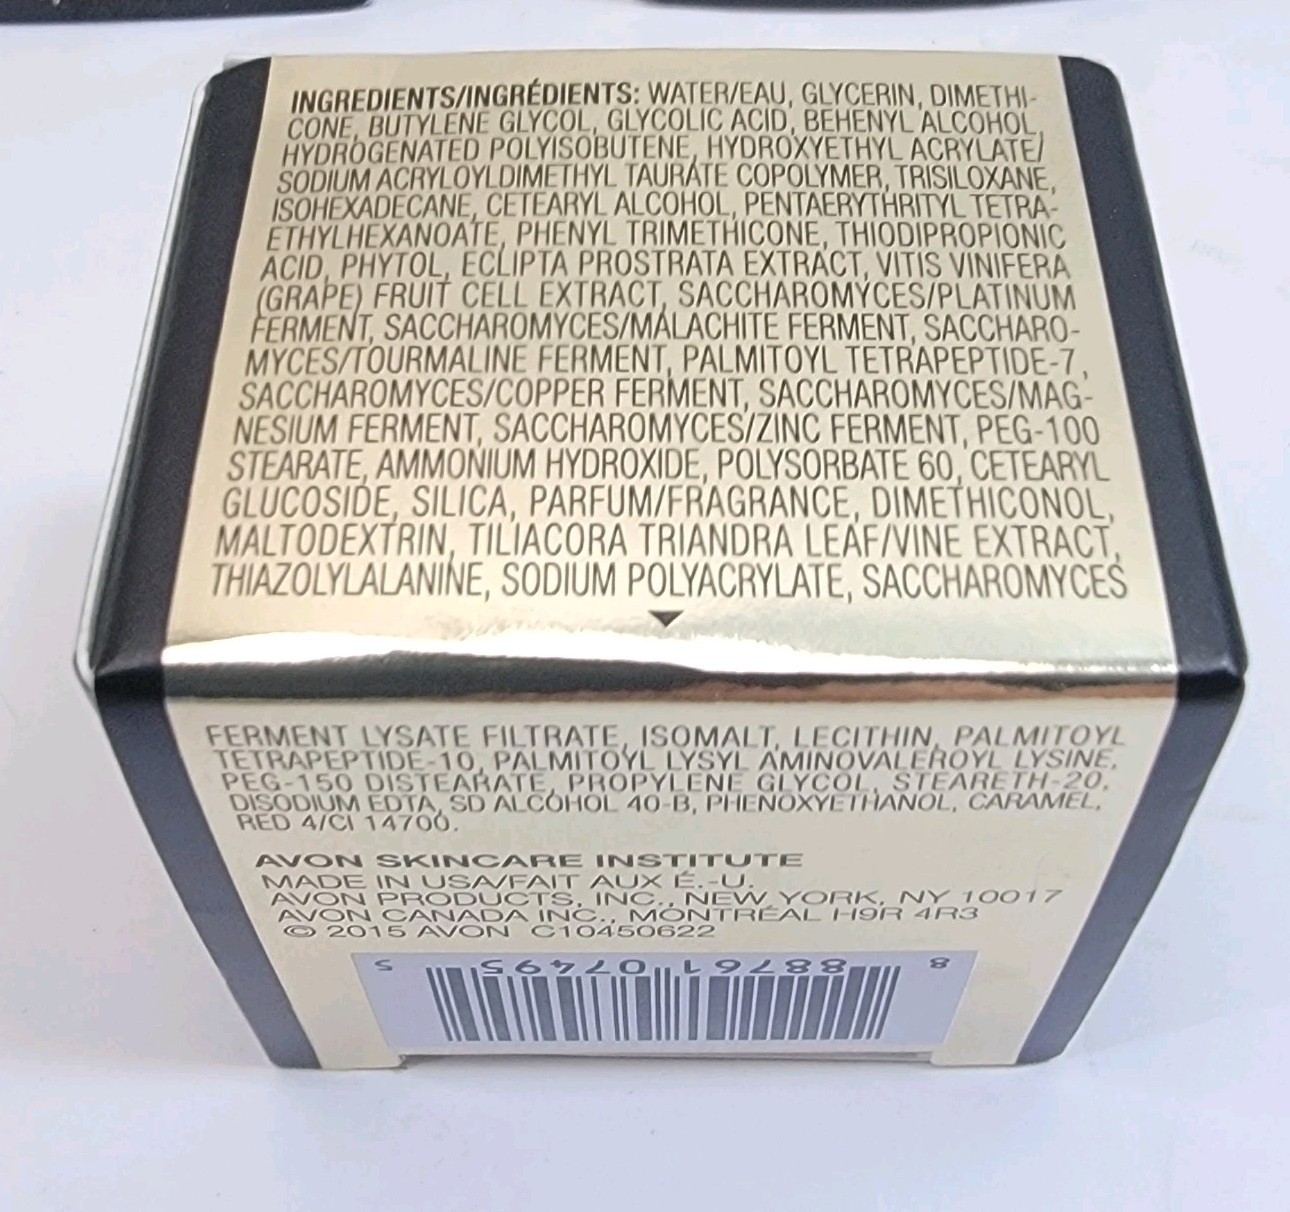 INGREDIENTS/INGRÉDIENTS: WATER/EAU, GLYCERIN, DIMETHI-
CONE, BUTYLENE GLYCOL, GLYCOLIC ACID, BEHENYL ALCOHOL,
HYDROGENATED POLYISOBUTENE, HYDROXYETHYL ACRYLATE/
SODIUM ACRYLOYLDIMETHYL TAURATE COPOLYMER, TRISILOXANE,
ISOHEXADECANE, CETEARYL ALCOHOL, PENTAERYTHRITYL TETRA-
ETHYLHEXANOATE, PHENYL TRIMETHICONE, THIODIPROPIONIC
ACID, PHYTOL, ECLIPTA PROSTRATA EXTRACT, VITIS VINIFERA
(GRAPE) FRUIT CELL EXTRACT, SACCHAROMYCES/PLATINUM
FERMENT, SACCHAROMYCES/MALACHITE FERMENT, SACCHARO-
MYCES/TOURMALINE FERMENT, PALMITOYL TETRAPEPTIDE-7,
SACCHAROMYCES/COPPER FERMENT, SACCHAROMYCES/MAG-
NESIUM FERMENT, SACCHAROMYCES/ZINC FERMENT, PEG-100
STEARATE, AMMONIUM HYDROXIDE, POLYSORBATE 60, CETEARYL
GLUCOSIDE, SILICA, PARFUM/FRAGRANCE, DIMETHICONOL,
MALTODEXTRIN, TILIACORA TRIANDRA LEAF/VINE EXTRACT,
THIAZOLYLALANINE, SODIUM POLYACRYLATE, SACCHAROMYCES
FERMENT LYSATE FILTRATE, ISOMALT, LECITHIN, PALMITOYL
TETRAPEPTIDE-10, PALMITOYL LYSYL AMINOVALEROYL LYSINE,
PEG-150 DISTEARATE, PROPYLENE GLYCOL, STEARETH-20,
DISODIUM EDTA, SD ALCOHOL 40-B, PHENOXYETHANOL, CARAMEL,
RED 4/CI 14700.
AVON SKINCARE INSTITUTE
MADE IN USA/FAIT AUX É.-U.
AVON PRODUCTS, INC., NEW YORK, NY 10017
AVON CANADA INC., MONTRÉAL H9R 4R3
© 2015 AVON C10450622
8 88761 07495 5